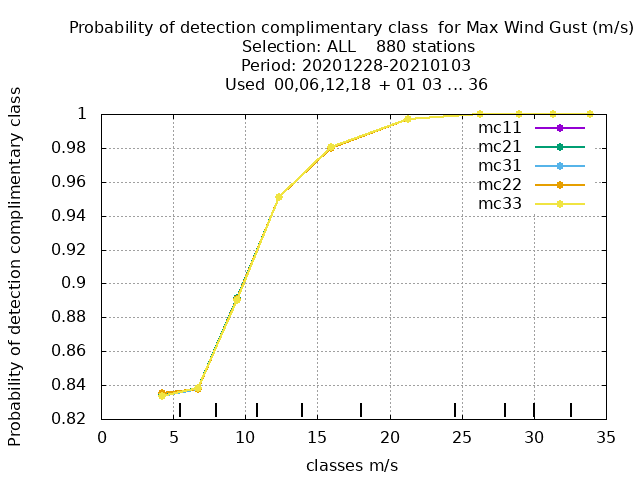 Probability of detection complimentary class  for Max Wind Gust (m/s)
Selection: ALL    880 stations
Period: 20201228-20210103
Used  00,06,12,18  + 01 03 ... 36
Probability of detection complimentary class
1
0.98
0.96
0.94
0.92
0.9
0.88
0.86
0.84
0.82
mc11
mc21
mc31
mc22
mc33
0 5 10 15 20 25 30 35
classes m/s